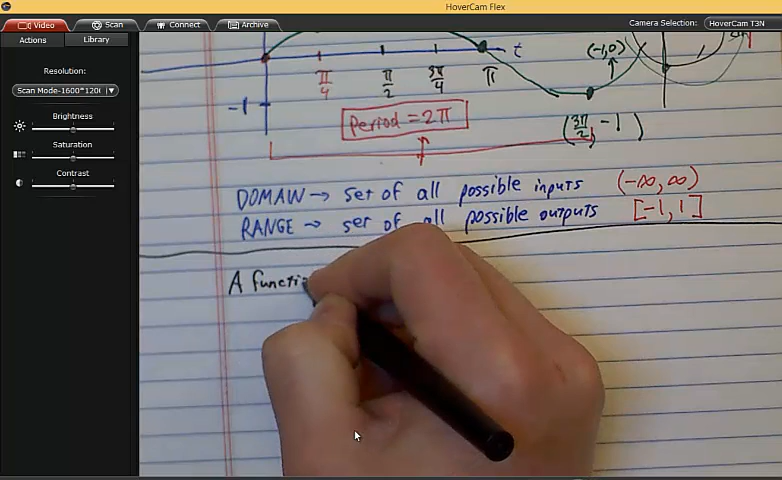 HoverCam Flex
Video Scan Connect Archive Camera Selection: HoverCam T3N
Actions Library
Resolution:
Scan Mode-1600*120(
Brightness
Saturation
Contrast
t
(-1,0)
π/4 π/2 3π/4 π
-1
Period = 2π
(3π/2, -1)
DOMAIN → set of all possible inputs (-∞, ∞)
RANGE → set of all possible outputs [-1, 1]
A functi